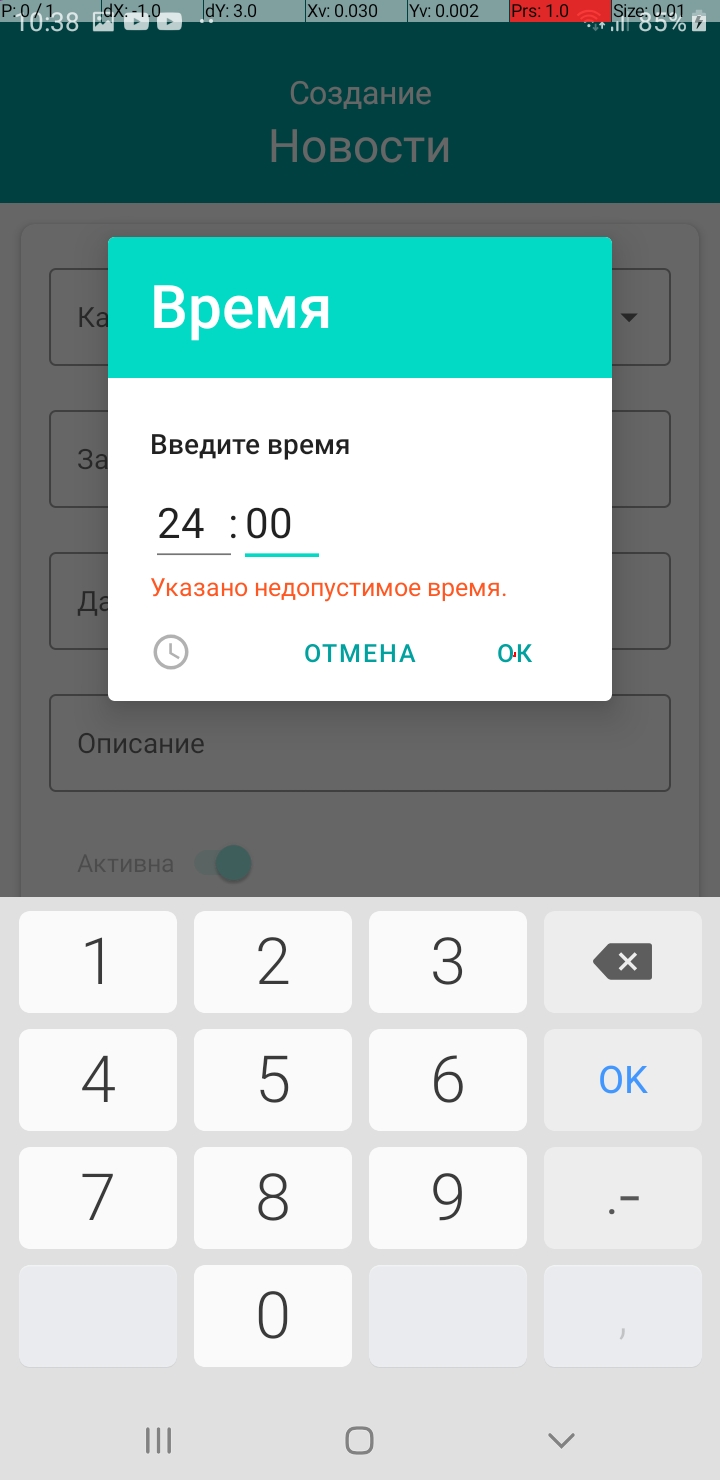 P: 0 / 1 dX: -1.0 dY: 3.0 Xv: 0.030 Yv: 0.002 Prs: 1.0 Size: 0.01
10:38 85%
Создание
Новости
Ка
Время
За
Введите время
24 : 00
Да
Указано недопустимое время.
ОТМЕНА ОК
Описание
Активна
1 2 3
4 5 6 OK
7 8 9 .-
0 ,